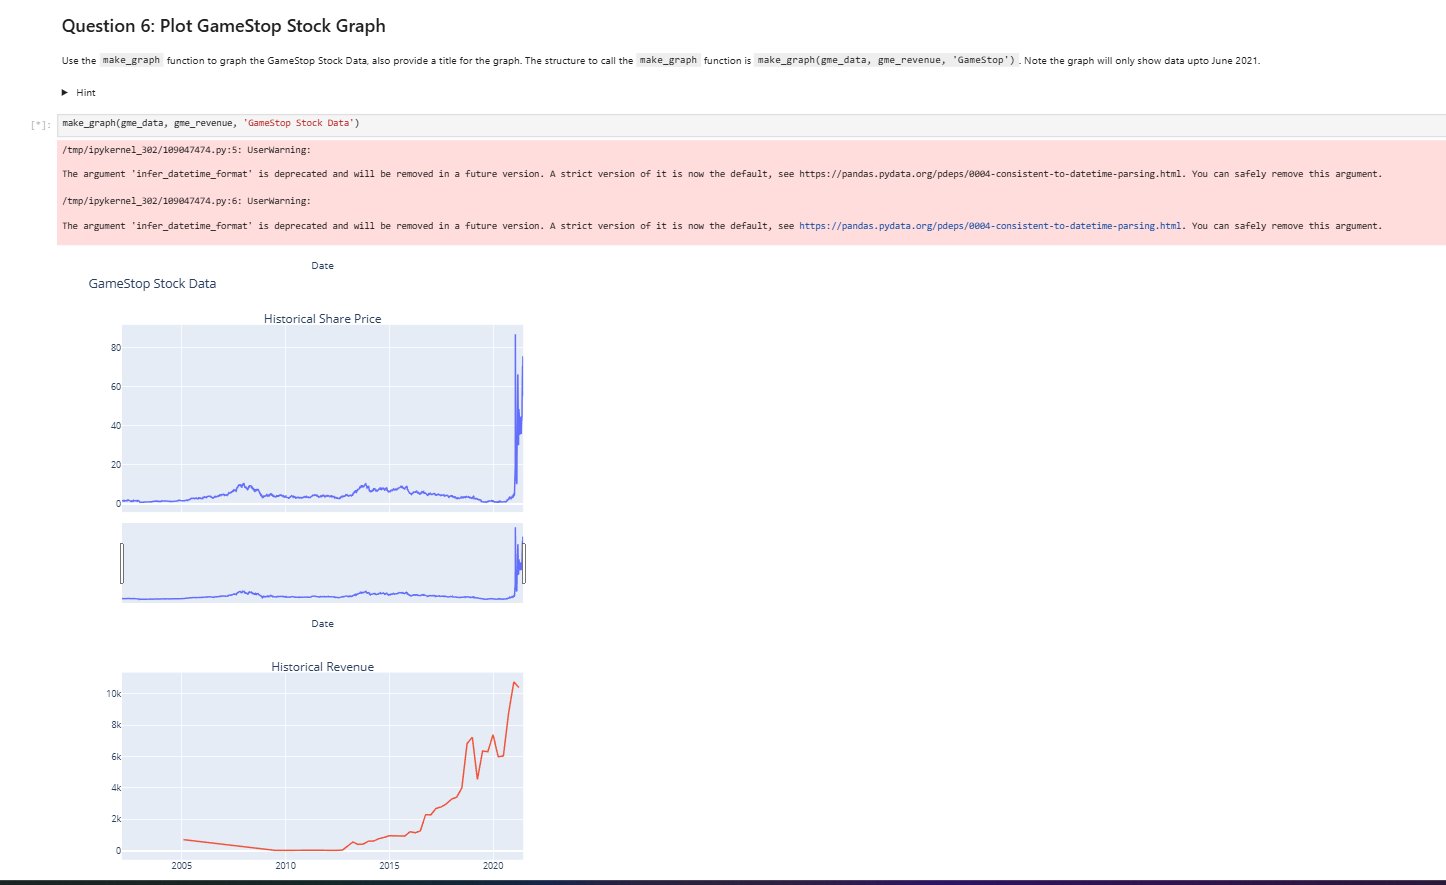 Question 6: Plot GameStop Stock Graph
Use the make_graph function to graph the GameStop Stock Data, also provide a title for the graph. The structure to call the make_graph function is make_graph(gme_data, gme_revenue, 'GameStop') . Note the graph will only show data upto June 2021.
▶ Hint
[*]: make_graph(gme_data, gme_revenue, 'GameStop Stock Data')
/tmp/ipykernel_302/109047474.py:5: UserWarning:
The argument 'infer_datetime_format' is deprecated and will be removed in a future version. A strict version of it is now the default, see https://pandas.pydata.org/pdeps/0004-consistent-to-datetime-parsing.html. You can safely remove this argument.
/tmp/ipykernel_302/109047474.py:6: UserWarning:
The argument 'infer_datetime_format' is deprecated and will be removed in a future version. A strict version of it is now the default, see https://pandas.pydata.org/pdeps/0004-consistent-to-datetime-parsing.html. You can safely remove this argument.
Date
GameStop Stock Data
Historical Share Price
80
60
40
20
0
Date
Historical Revenue
10k
8k
6k
4k
2k
0
2005 2010 2015 2020